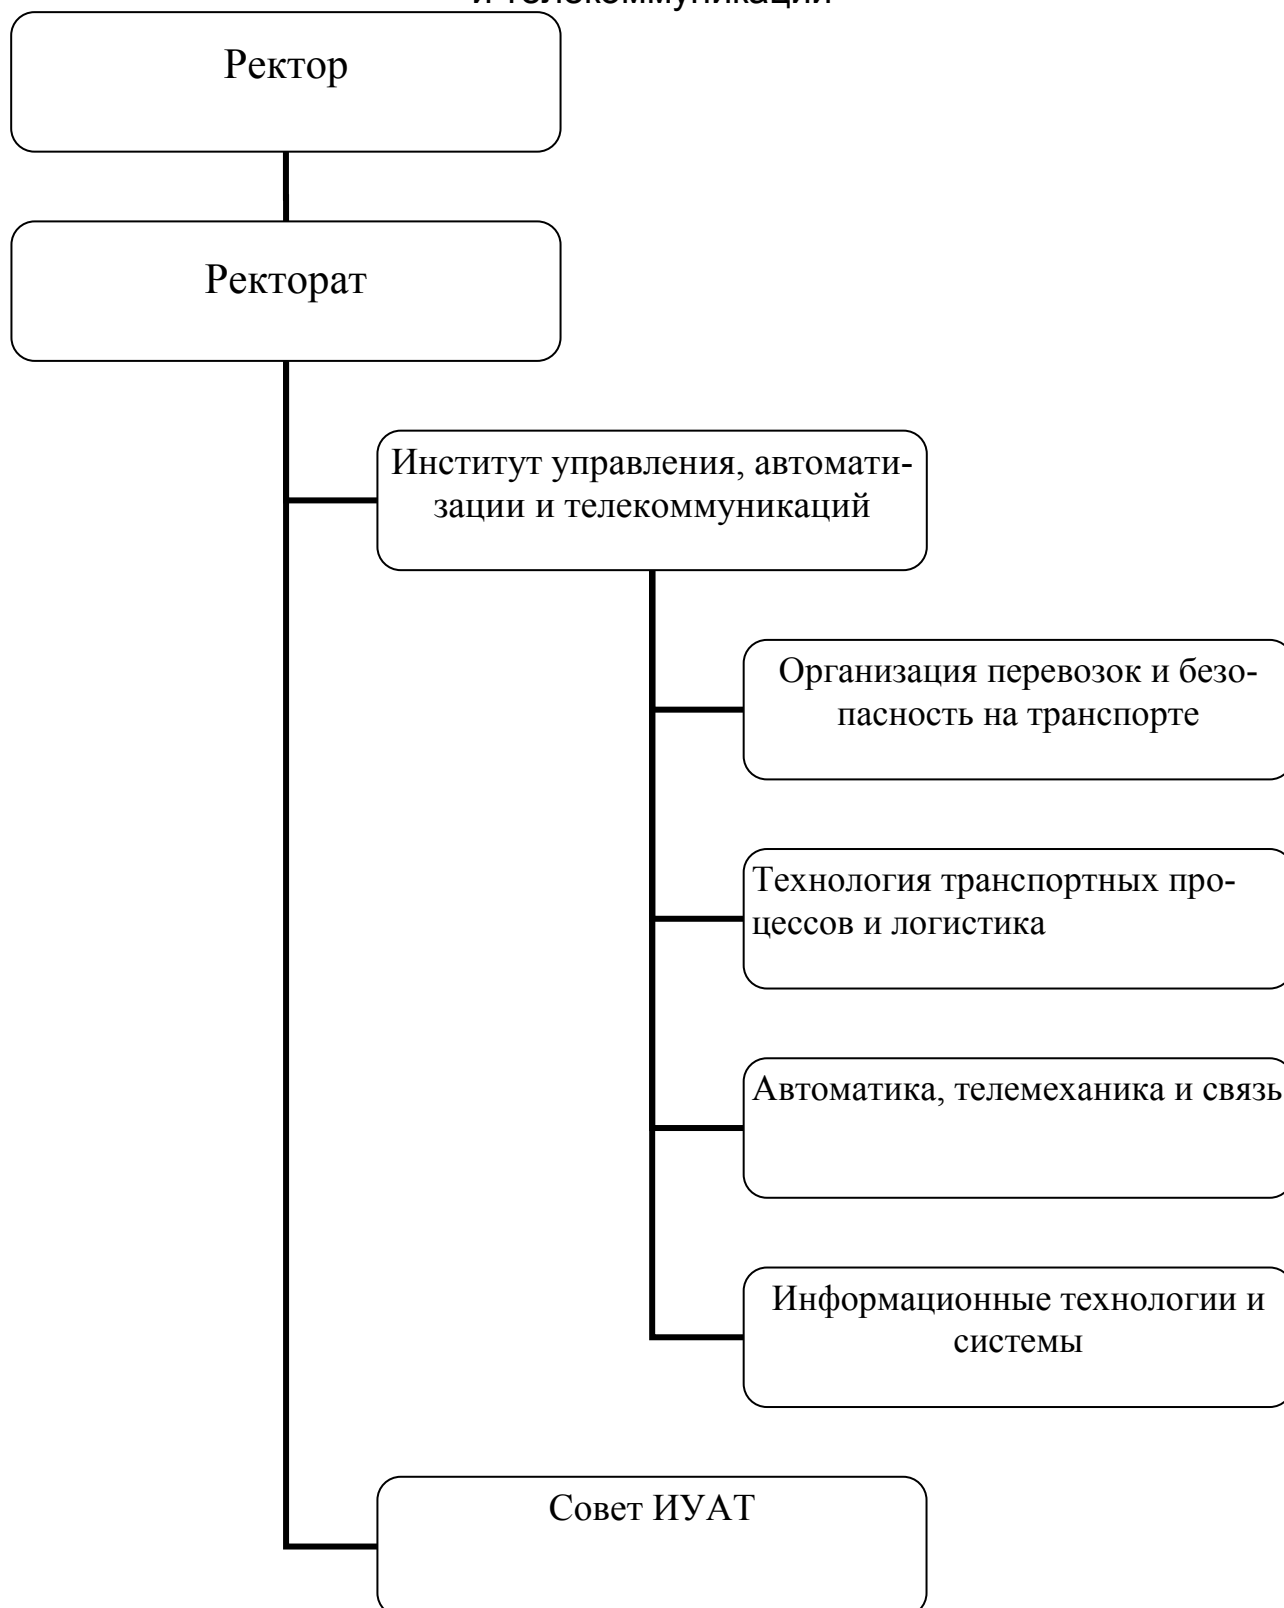 и телекоммуникаций
Ректор
Ректорат
Институт управления, автомати-
зации и телекоммуникаций
Организация перевозок и безо-
пасность на транспорте
Технология транспортных про-
цессов и логистика
Автоматика, телемеханика и связь
Информационные технологии и
системы
Совет ИУАТ